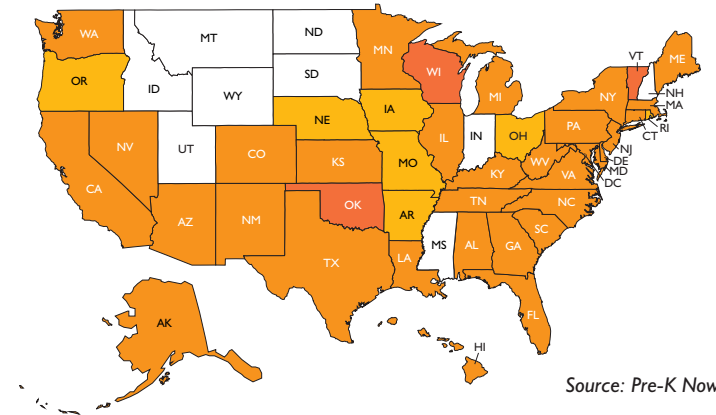 WA
MT
ND
MN
VT
ME
OR
ID
SD
WI
MI
NY
NH
MA
WY
IA
NE
PA
CT
RI
NV
UT
CO
IL
IN
OH
NJ
DE
MD
DC
CA
KS
MO
WV
KY
VA
AZ
NM
OK
AR
TN
NC
SC
TX
LA
MS
AL
GA
FL
AK
HI
Source: Pre-K Now